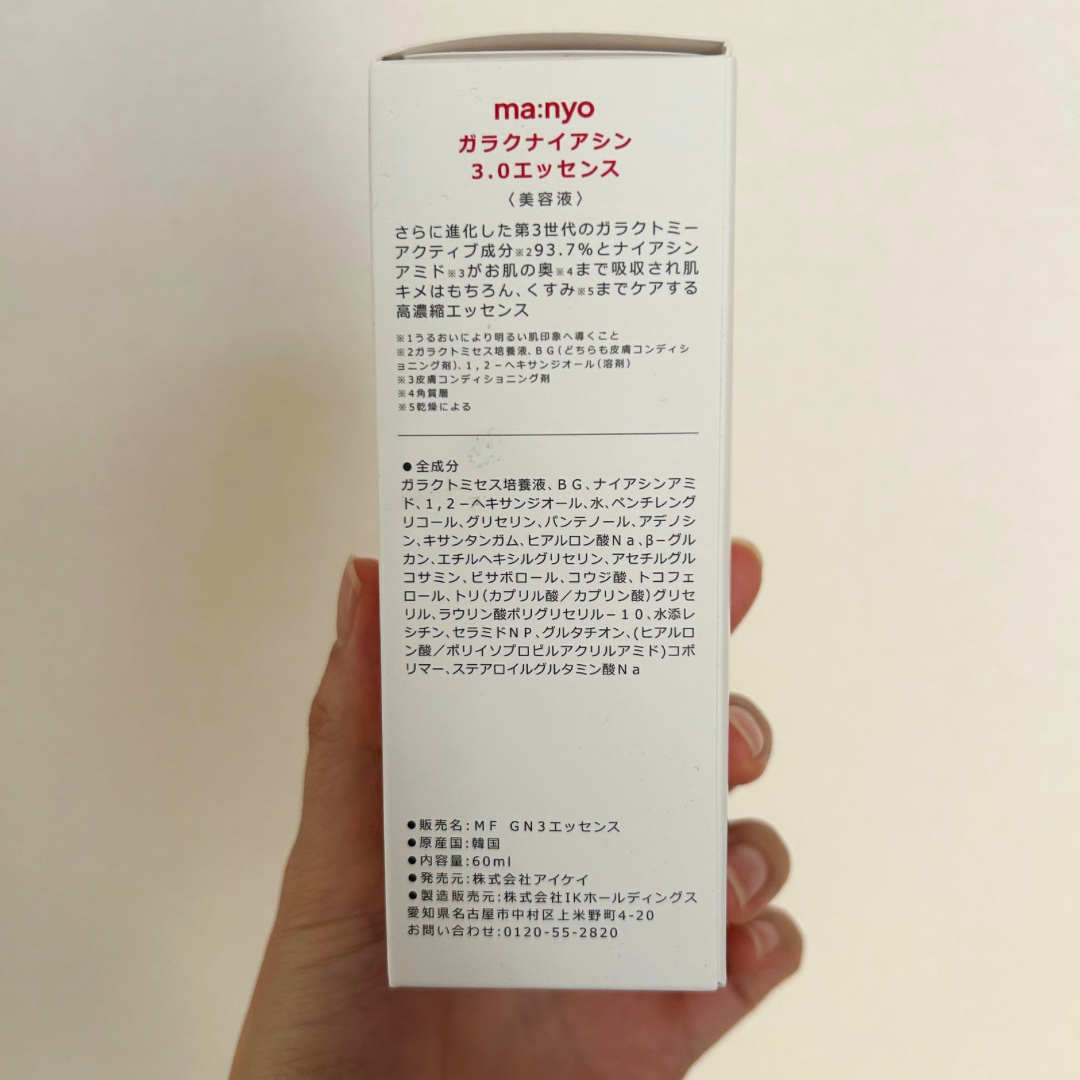 ma:nyo
ガラクナイアシン
3.0エッセンス
〈美容液〉
さらに進化した第3世代のガラクトミー
アクティブ成分※293.7%とナイアシン
アミド※3がお肌の奥※4まで吸収され肌
キメはもちろん、くすみ※5までケアする
高濃縮エッセンス
※1うるおいにより明るい肌印象へ導くこと
※2ガラクトミセス培養液、BG(どちらも皮膚コンディシ
ョニング剤)、1,2−ヘキサンジオール(溶剤)
※3皮膚コンディショニング剤
※4角質層
※5乾燥による
●全成分
ガラクトミセス培養液、BG、ナイアシンアミ
ド、1,2−ヘキサンジオール、水、ペンチレング
リコール、グリセリン、パンテノール、アデノシ
ン、キサンタンガム、ヒアルロン酸Na、β−グル
カン、エチルヘキシルグリセリン、アセチルグル
コサミン、ビサボロール、コウジ酸、トコフェ
ロール、トリ(カプリル酸/カプリン酸)グリセ
リル、ラウリン酸ポリグリセリル−10、水添レ
シチン、セラミドNP、グルタチオン、(ヒアルロ
ン酸/ポリイソプロピルアクリルアミド)コポ
リマー、ステアロイルグルタミン酸Na
●販売名:MF GN3エッセンス
●原産国:韓国
●内容量:60ml
●発売元:株式会社アイケイ
●製造販売元:株式会社IKホールディングス
愛知県名古屋市中村区上米野町4-20
お問い合わせ:0120-55-2820